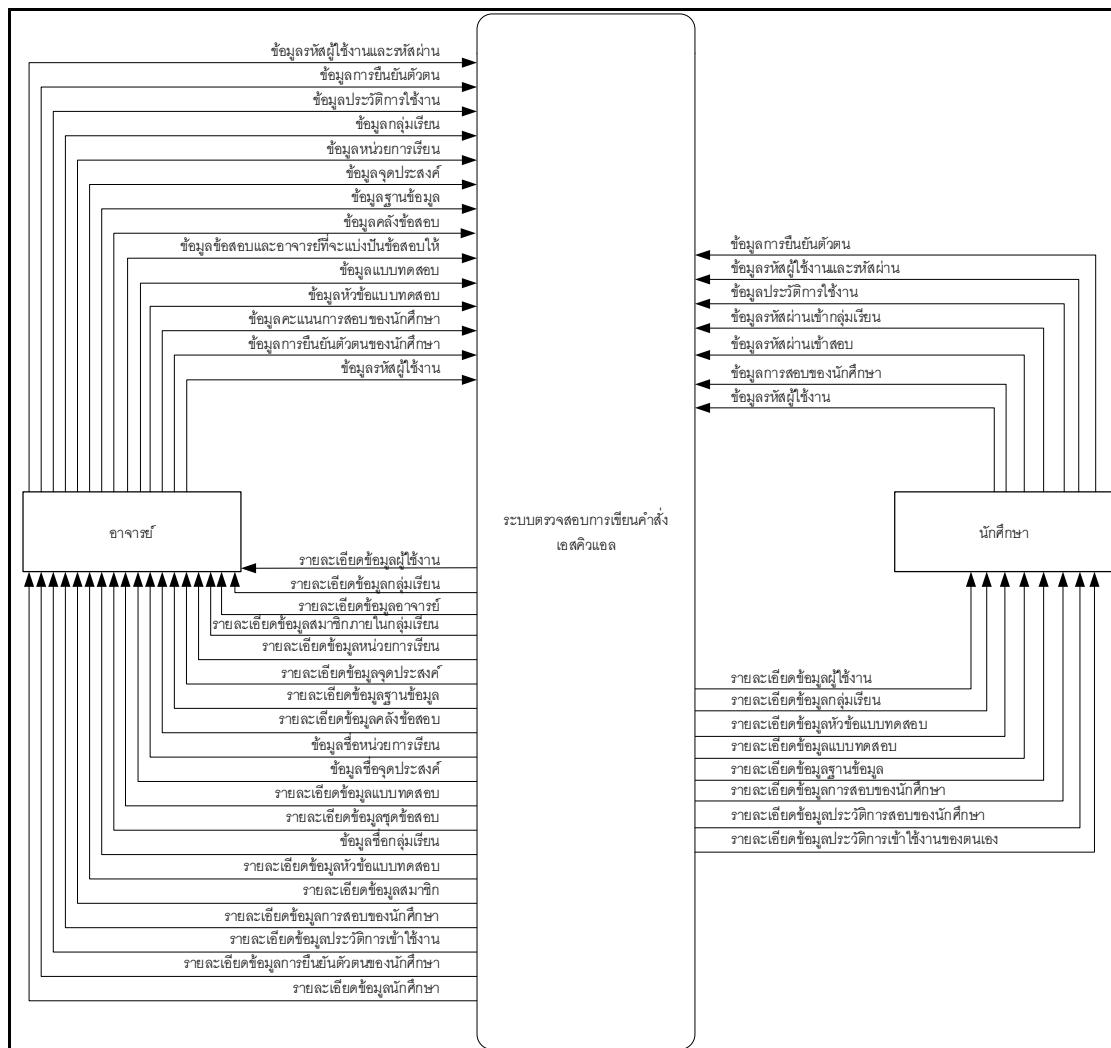 ข้อมูลรหัสผู้ใช้งานและรหัสผ่าน
ข้อมูลการยืนยันตัวตน
ข้อมูลประวัติการใช้งาน
ข้อมูลกลุ่มเรียน
ข้อมูลหน่วยการเรียน
ข้อมูลจุดประสงค์
ข้อมูลฐานข้อมูล
ข้อมูลคลังข้อสอบ
ข้อมูลข้อสอบและอาจารย์ที่จะแบ่งปันข้อสอบให้
ข้อมูลแบบทดสอบ
ข้อมูลหัวข้อแบบทดสอบ
ข้อมูลคะแนนการสอบของนักศึกษา
ข้อมูลการยืนยันตัวตนของนักศึกษา
ข้อมูลรหัสผู้ใช้งาน
อาจารย์
รายละเอียดข้อมูลผู้ใช้งาน
รายละเอียดข้อมูลกลุ่มเรียน
รายละเอียดข้อมูลอาจารย์
รายละเอียดข้อมูลสมาชิกภายในกลุ่มเรียน
รายละเอียดข้อมูลหน่วยการเรียน
รายละเอียดข้อมูลจุดประสงค์
รายละเอียดข้อมูลฐานข้อมูล
รายละเอียดข้อมูลคลังข้อสอบ
ข้อมูลชื่อหน่วยการเรียน
ข้อมูลชื่อจุดประสงค์
รายละเอียดข้อมูลแบบทดสอบ
รายละเอียดข้อมูลชุดข้อสอบ
ข้อมูลชื่อกลุ่มเรียน
รายละเอียดข้อมูลหัวข้อแบบทดสอบ
รายละเอียดข้อมูลสมาชิก
รายละเอียดข้อมูลการสอบของนักศึกษา
รายละเอียดข้อมูลประวัติการเข้าใช้งาน
รายละเอียดข้อมูลการยืนยันตัวตนของนักศึกษา
รายละเอียดข้อมูลนักศึกษา
ระบบตรวจสอบการเขียนคำสั่ง
เอสคิวแอล
ข้อมูลการยืนยันตัวตน
ข้อมูลรหัสผู้ใช้งานและรหัสผ่าน
ข้อมูลประวัติการใช้งาน
ข้อมูลรหัสผ่านเข้ากลุ่มเรียน
ข้อมูลรหัสผ่านเข้าสอบ
ข้อมูลการสอบของนักศึกษา
ข้อมูลรหัสผู้ใช้งาน
นักศึกษา
รายละเอียดข้อมูลผู้ใช้งาน
รายละเอียดข้อมูลกลุ่มเรียน
รายละเอียดข้อมูลหัวข้อแบบทดสอบ
รายละเอียดข้อมูลแบบทดสอบ
รายละเอียดข้อมูลฐานข้อมูล
รายละเอียดข้อมูลการสอบของนักศึกษา
รายละเอียดข้อมูลประวัติการสอบของนักศึกษา
รายละเอียดข้อมูลประวัติการเข้าใช้งานของตนเอง